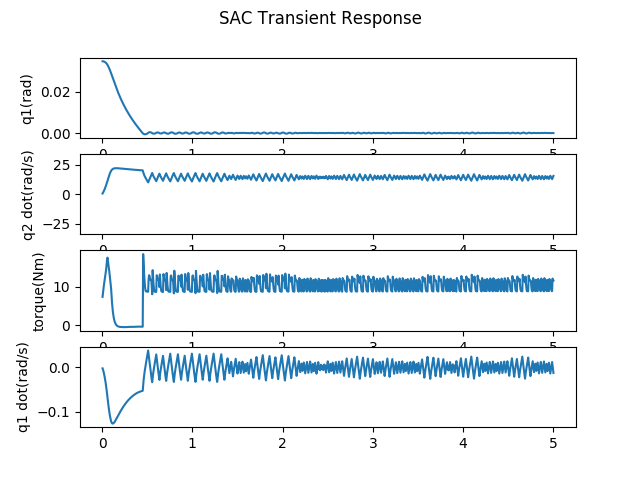 SAC Transient Response
q1(rad)
0.02
0.00
0 1 2 3 4 5
q2 dot(rad/s)
25
0
−25
0 1 2 3 4 5
torque(Nm)
10
0
0 1 2 3 4 5
q1 dot(rad/s)
0.0
−0.1
0 1 2 3 4 5